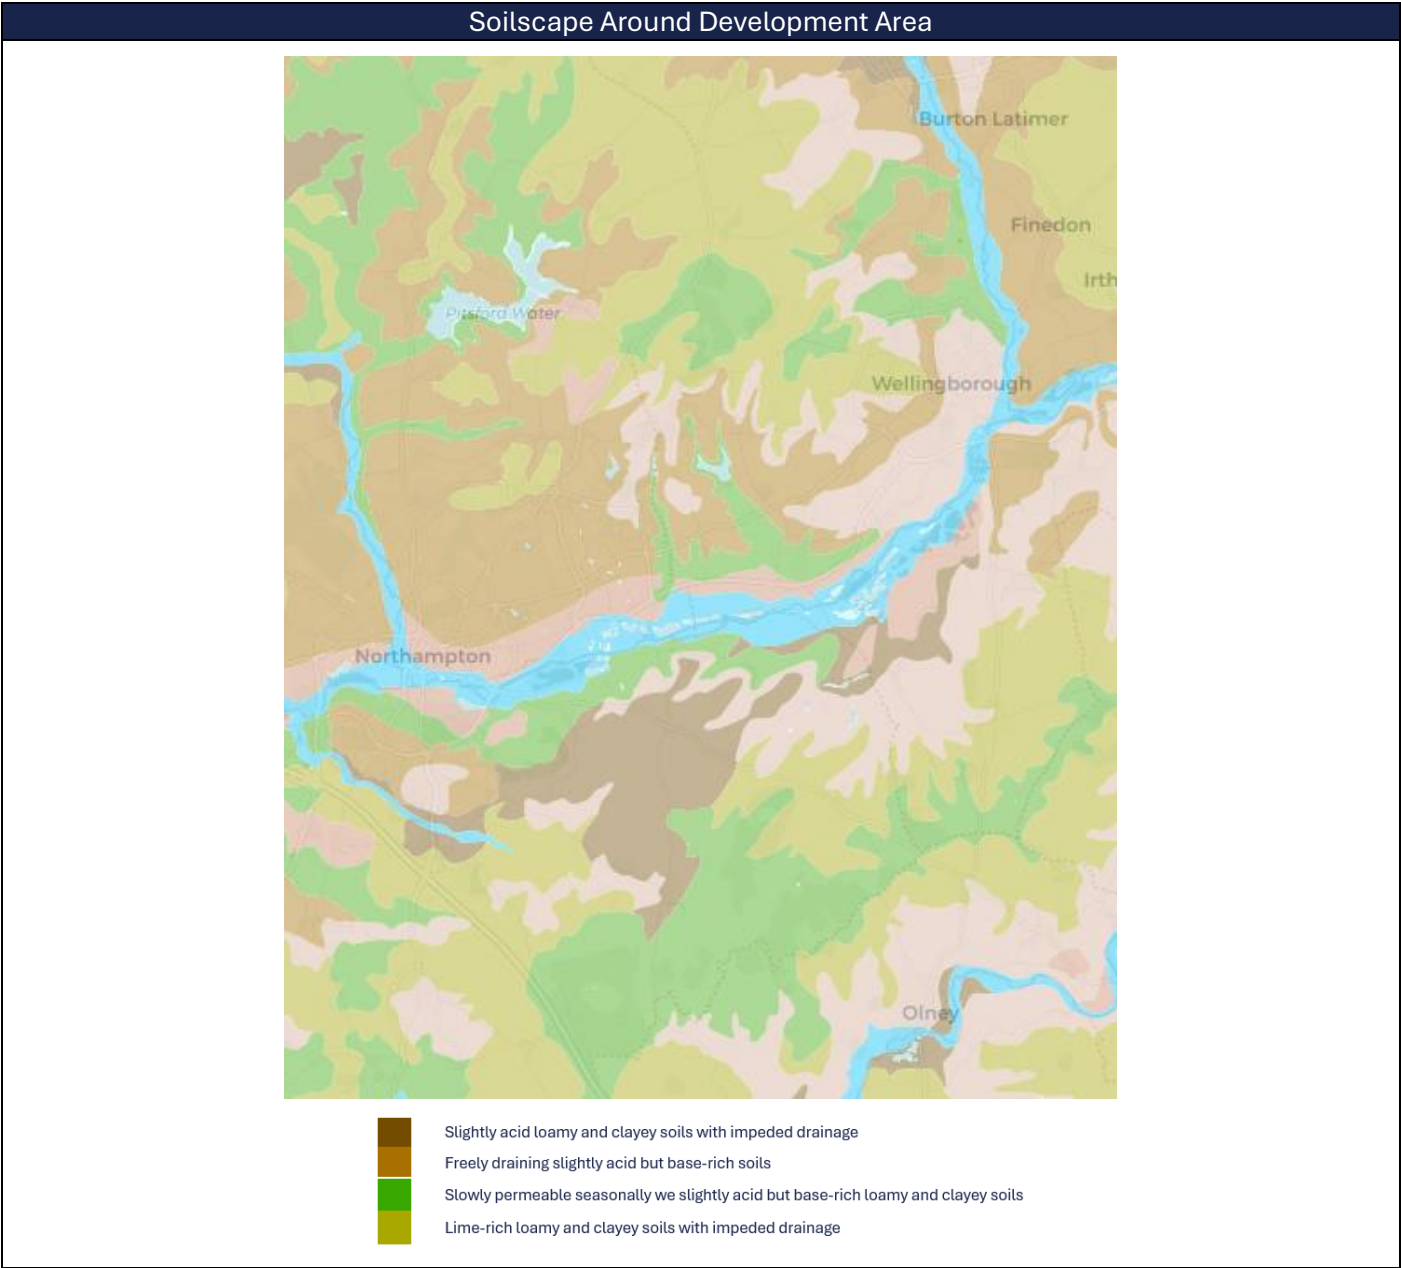 Soilscape Around Development Area
Burton Latimer
Finedon
Irth
Pitsford Water
Wellingborough
Northampton
Olney
Slightly acid loamy and clayey soils with impeded drainage
Freely draining slightly acid but base-rich soils
Slowly permeable seasonally we slightly acid but base-rich loamy and clayey soils
Lime-rich loamy and clayey soils with impeded drainage